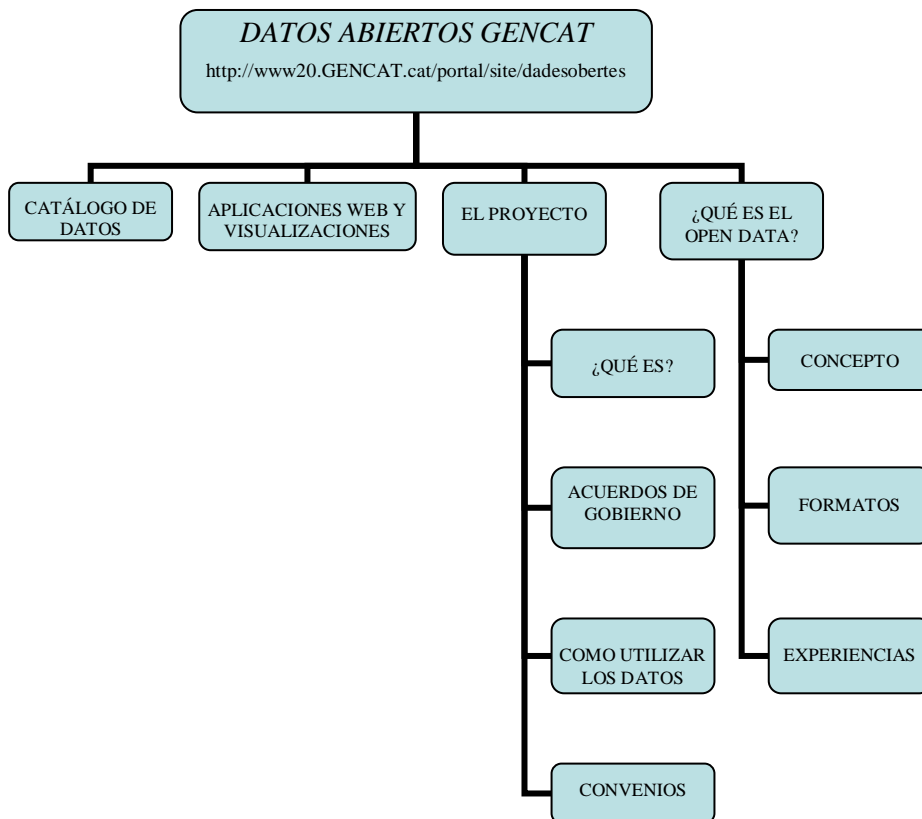 DATOS ABIERTOS GENCAT
http://www20.GENCAT.cat/portal/site/dadesobertes
CATÁLOGO DE
DATOS
APLICACIONES WEB Y
VISUALIZACIONES
EL PROYECTO
¿QUÉ ES EL
OPEN DATA?
¿QUÉ ES?
ACUERDOS DE
GOBIERNO
COMO UTILIZAR
LOS DATOS
CONVENIOS
CONCEPTO
FORMATOS
EXPERIENCIAS